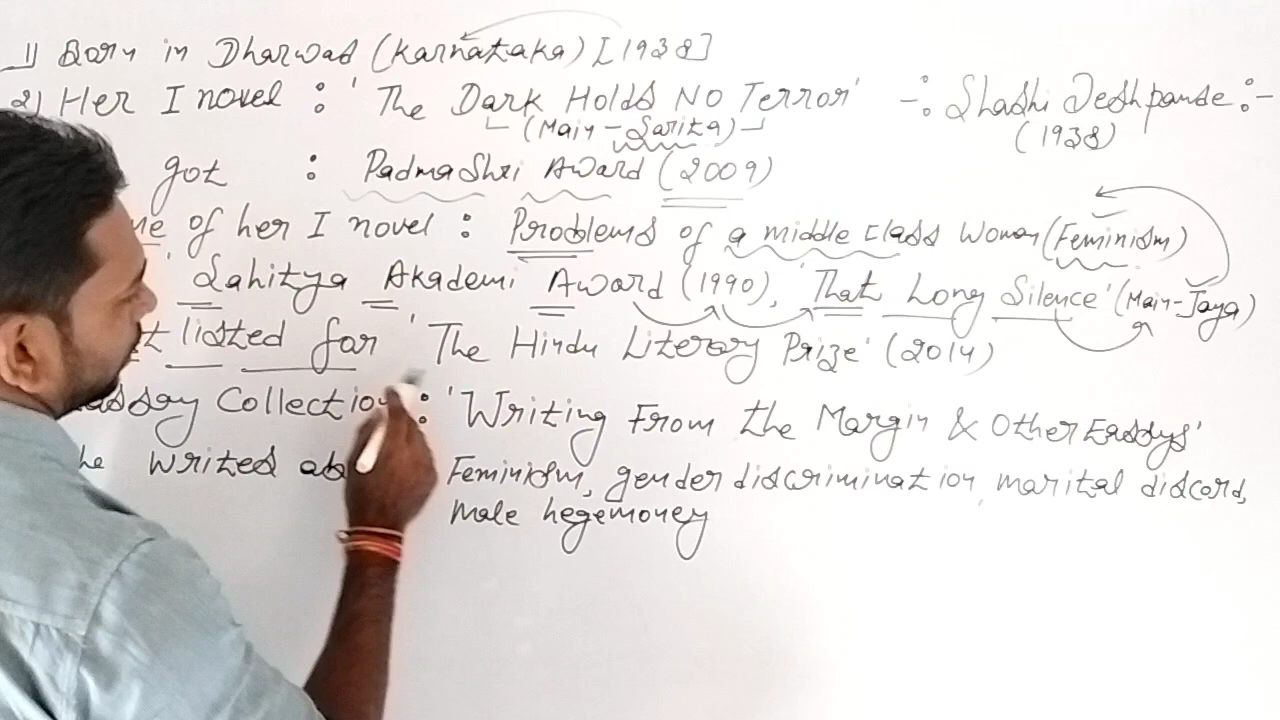 1) Born in Dharwad (Karnataka) [1938]
2) Her I novel : 'The Dark Holds No Terror' -: Shashi Deshpande :-
(Main - Sarita) (1938)
got : PadmaShri Award (2009)
of her I novel : Problems of a middle class woman (Feminism)
Sahitya Akademi Award (1990), 'That Long Silence' (Main - Jaya)
listed for 'The Hindu Literary Prize' (2014)
Collection : 'Writing From the Margin & Other Essays'
writes Feminism, gender discrimination, marital discord,
male hegemoney